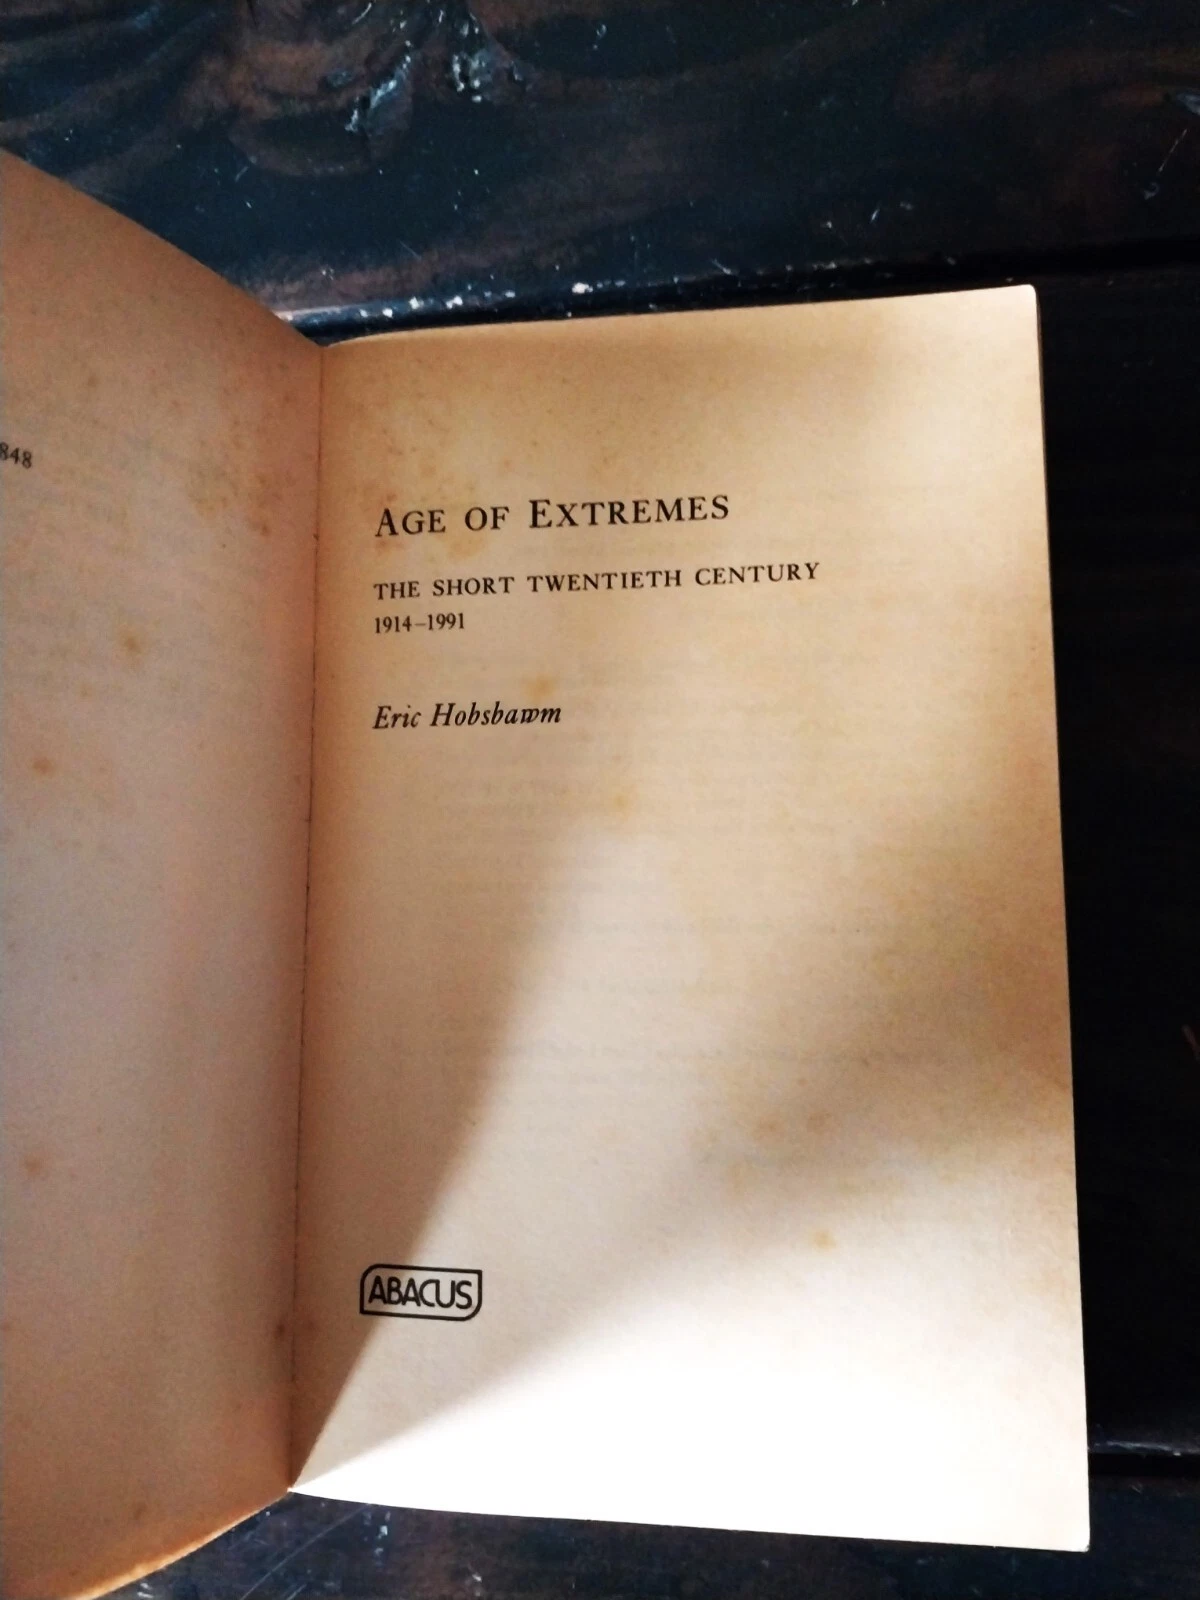 848
AGE OF EXTREMES
THE SHORT TWENTIETH CENTURY
1914–1991
Eric Hobsbawm
ABACUS